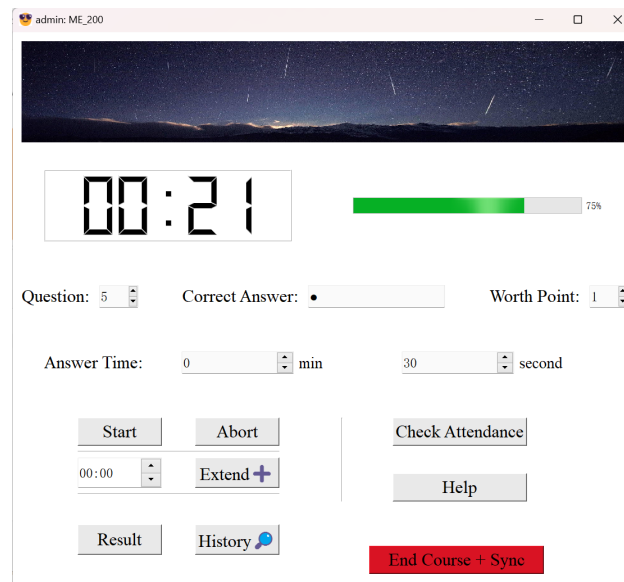 admin: ME_200
00:21
75%
Question: 5 Correct Answer: ● Worth Point: 1
Answer Time: 0 min 30 second
Start Abort Check Attendance
00:00 Extend
Help
Result History
End Course + Sync